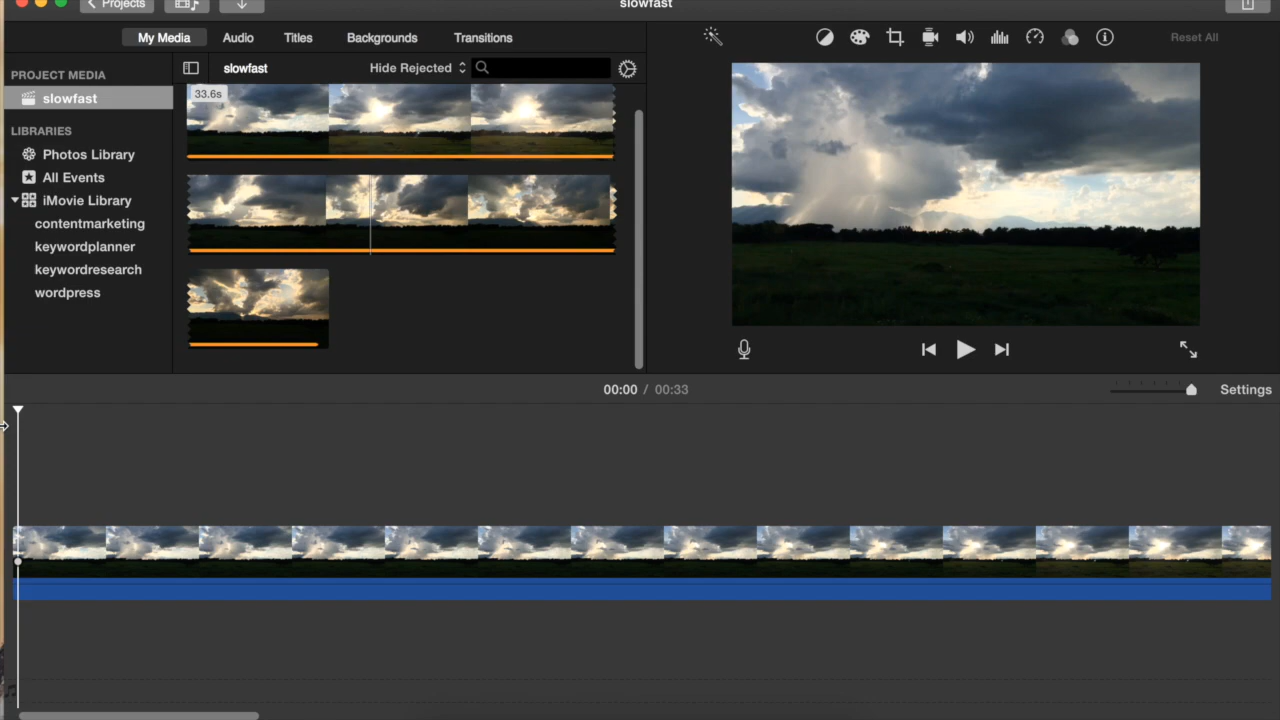 Projects
slowfast
My Media Audio Titles Backgrounds Transitions
Reset All
PROJECT MEDIA
slowfast
Hide Rejected
slowfast
33.6s
LIBRARIES
Photos Library
All Events
iMovie Library
contentmarketing
keywordplanner
keywordresearch
wordpress
00:00 / 00:33
Settings